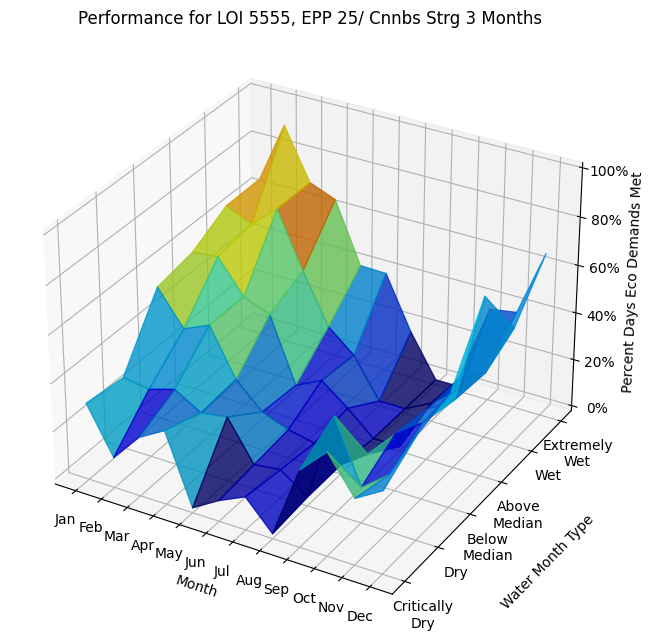 Performance for LOI 5555, EPP 25/ Cnnbs Strg 3 Months
100%
80%
60%
40%
20%
0%
Percent Days Eco Demands Met
Jan
Feb
Mar
Apr
May
Jun
Jul
Aug
Sep
Oct
Nov
Dec
Month
Extremely
Wet
Wet
Above
Median
Below
Median
Dry
Critically
Dry
Water Month Type